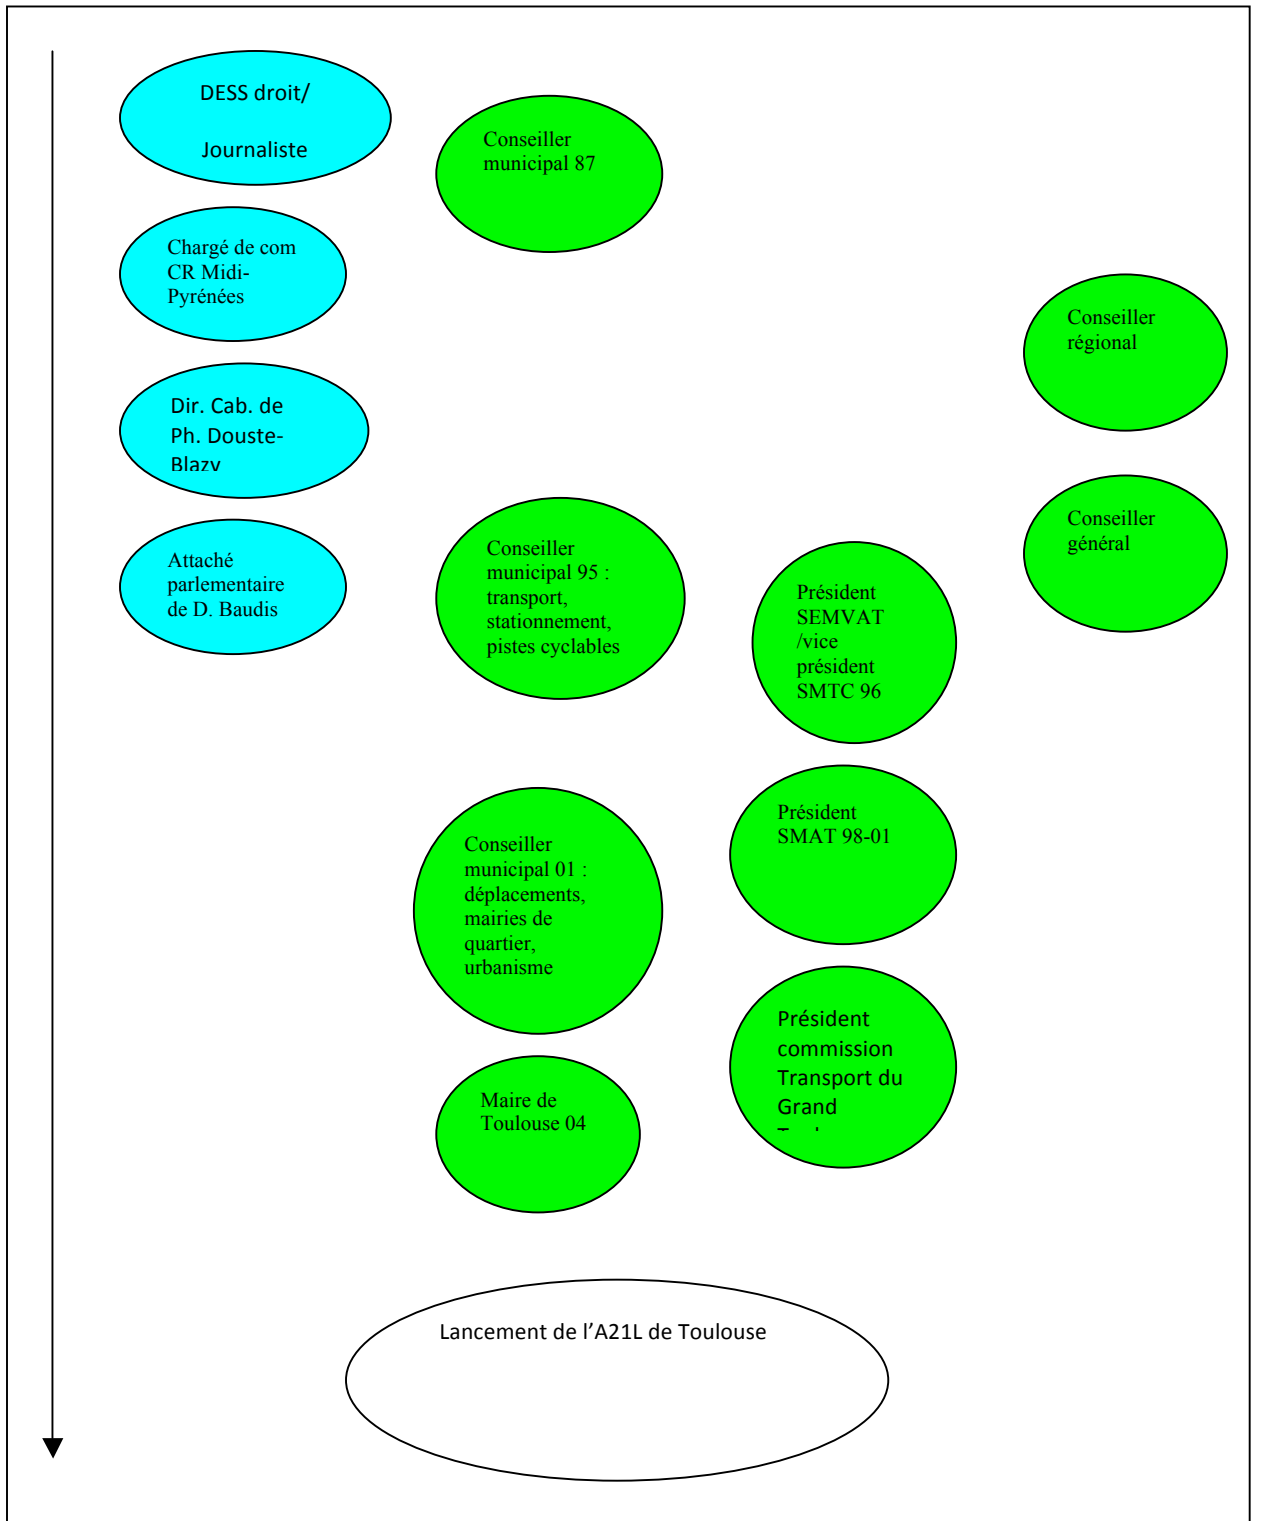 DESS droit/
Journaliste
Conseiller
municipal 87
Chargé de com
CR Midi-
Pyrénées
Conseiller
régional
Dir. Cab. de
Ph. Douste-
Blazy
Conseiller
général
Attaché
parlementaire
de D. Baudis
Conseiller
municipal 95 :
transport,
stationnement,
pistes cyclables
Président
SEMVAT
/vice
président
SMTC 96
Président
SMAT 98-01
Conseiller
municipal 01 :
déplacements,
mairies de
quartier,
urbanisme
Président
commission
Transport du
Grand
Maire de
Toulouse 04
Lancement de l’A21L de Toulouse